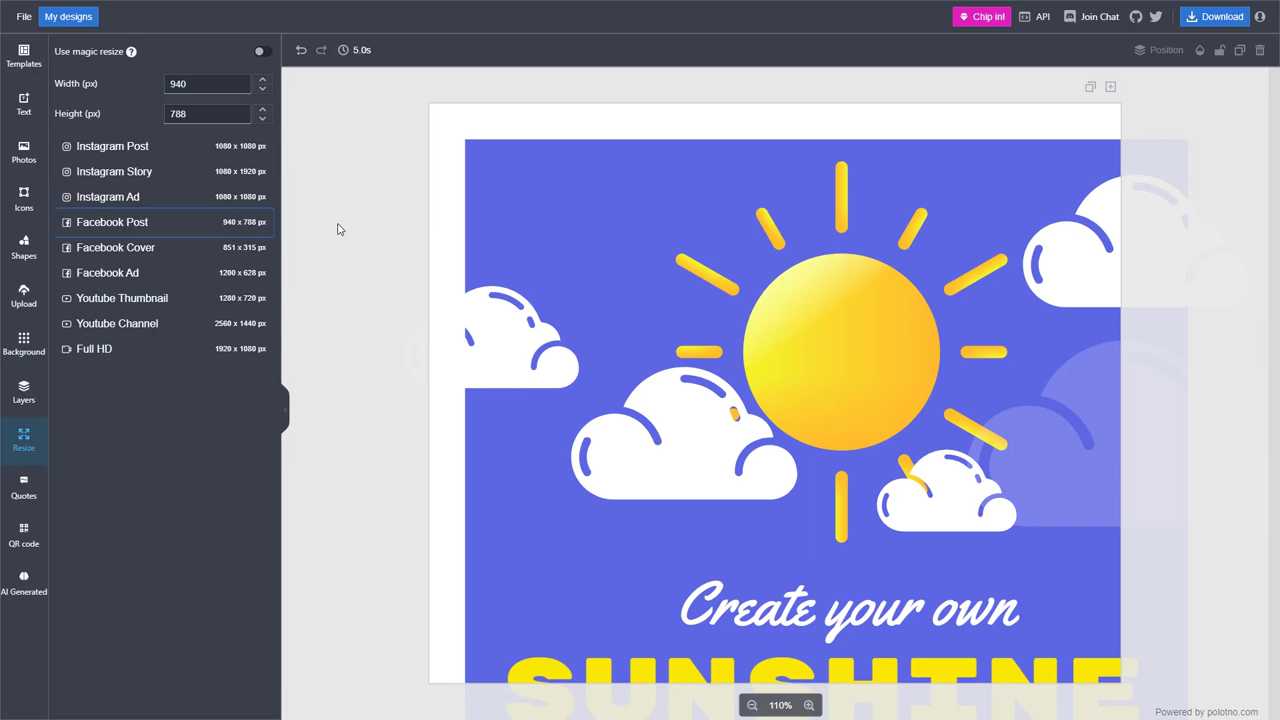 File
My designs
Chip in!
API
Join Chat
Download
Templates
Text
Photos
Icons
Shapes
Upload
Background
Layers
Resize
Quotes
QR code
AI Generated
Use magic resize ?
Width (px) 940
Height (px) 788
Instagram Post 1080 x 1080 px
Instagram Story 1080 x 1920 px
Instagram Ad 1080 x 1080 px
Facebook Post 940 x 788 px
Facebook Cover 851 x 315 px
Facebook Ad 1200 x 628 px
Youtube Thumbnail 1280 x 720 px
Youtube Channel 2560 x 1440 px
Full HD 1920 x 1080 px
5.0s
Position
Create your own
SUNSHINE
110%
Powered by polotno.com